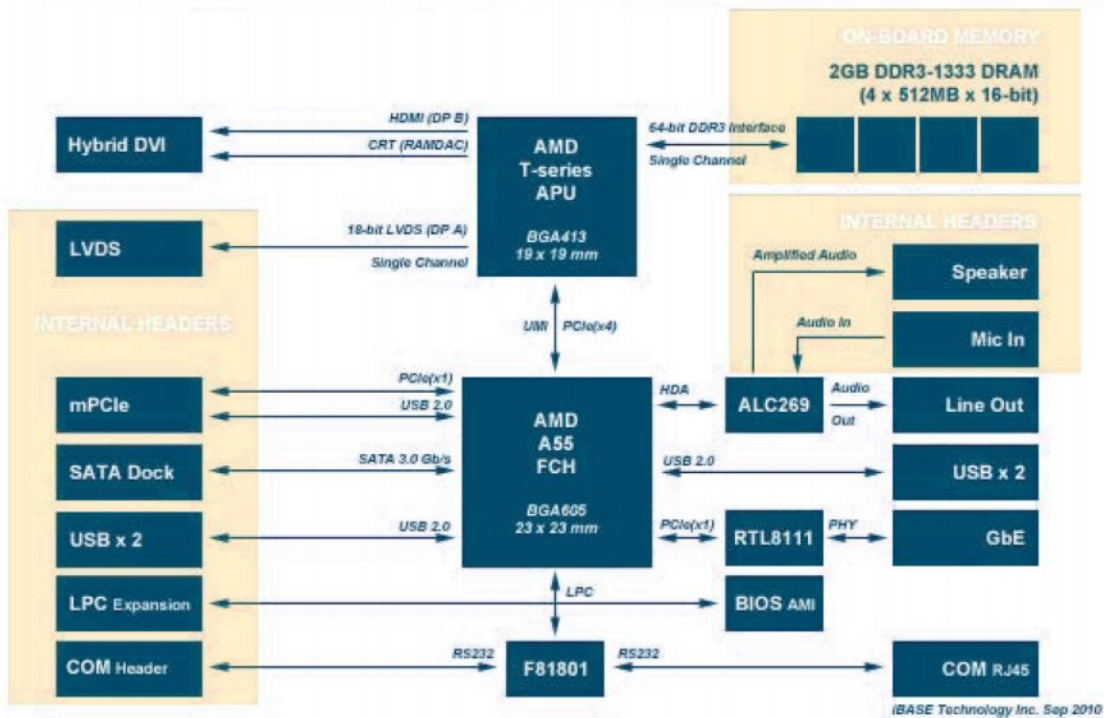 ON-BOARD MEMORY
2GB DDR3-1333 DRAM
(4 x 512MB x 16-bit)
HDMI (DP B)
Hybrid DVI
CRT (RAMDAC)
AMD
T-series
APU
BGA413
19 x 19 mm
64-bit DDR3 Interface
Single Channel
18-bit LVDS (DP A)
LVDS
Single Channel
INTERNAL HEADERS
Amplified Audio
Speaker
INTERNAL HEADERS
UMI
PCIe(x4)
Audio In
Mic In
PCIe(x1)
mPCIe
USB 2.0
AMD
A55
FCH
BGA605
23 x 23 mm
HDA
ALC269
Audio
Out
Line Out
SATA Dock
SATA 3.0 Gb/s
USB 2.0
USB x 2
USB x 2
USB 2.0
PCIe(x1)
RTL8111
PHY
GbE
LPC Expansion
LPC
BIOS AMI
COM Header
RS232
F81801
RS232
COM RJ45
iBASE Technology Inc. Sep 2010